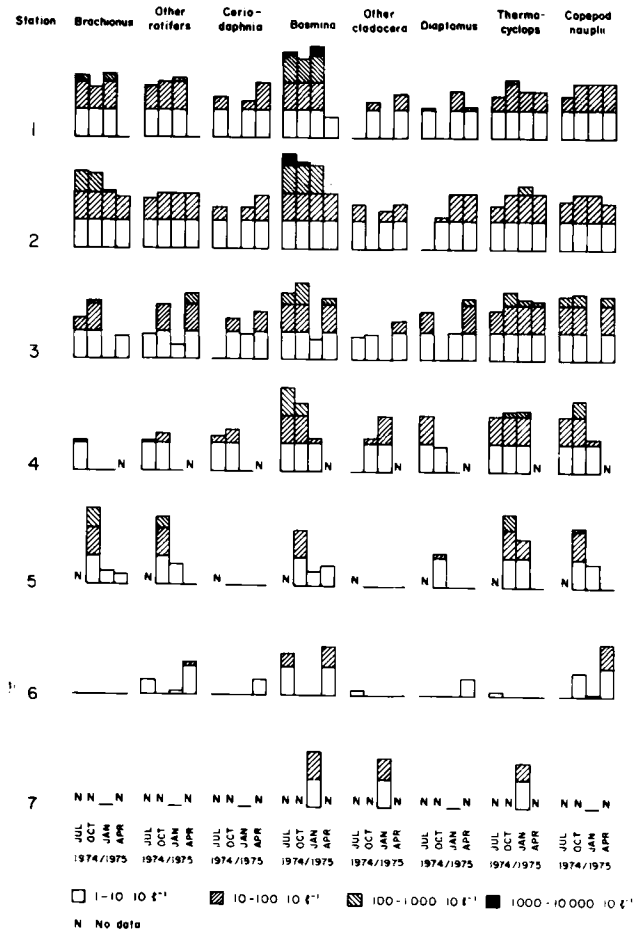 Station Brachionus Other rotifers Cerio-daphnia Bosmina Other cladocera Diaptomus Thermo-cyclops Copepod nauplii
1
2
3
4 N N N N N N N N
5 N N N N N N N N
6
7 N N N N N N N N N N N N N N N N N N N N N N N N
JUL OCT JAN APR JUL OCT JAN APR JUL OCT JAN APR JUL OCT JAN APR JUL OCT JAN APR JUL OCT JAN APR JUL OCT JAN APR JUL OCT JAN APR
1974/1975 1974/1975 1974/1975 1974/1975 1974/1975 1974/1975 1974/1975 1974/1975
1-10 10 ℓ⁻¹ 10-100 10 ℓ⁻¹ 100-1000 10 ℓ⁻¹ 1000-10000 10 ℓ⁻¹
N No data